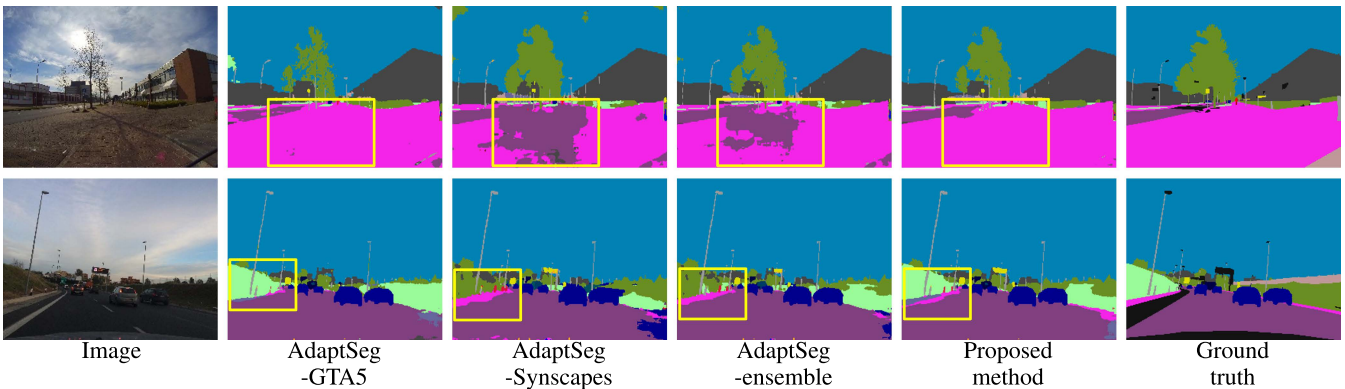 Image
AdaptSeg
-GTA5
AdaptSeg
-Synscapes
AdaptSeg
-ensemble
Proposed
method
Ground
truth